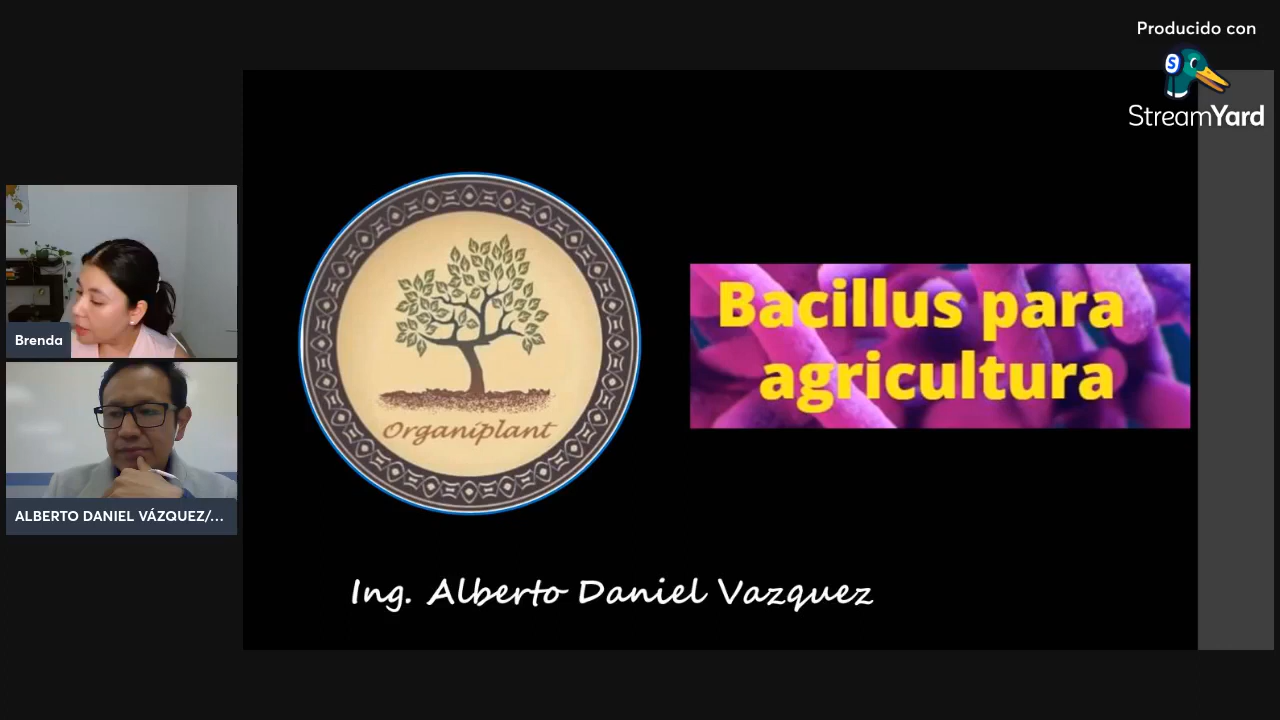 Producido con
S
StreamYard
Brenda
ALBERTO DANIEL VÁZQUEZ/...
Organiplant
Bacillus para
agricultura
Ing. Alberto Daniel Vazquez